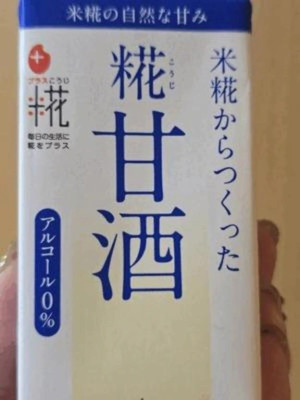 米糀の自然な甘み
米糀からつくった
こうじ
糀甘酒
プラスこうじ
糀
毎日の生活に
糀をプラス
アルコール0%